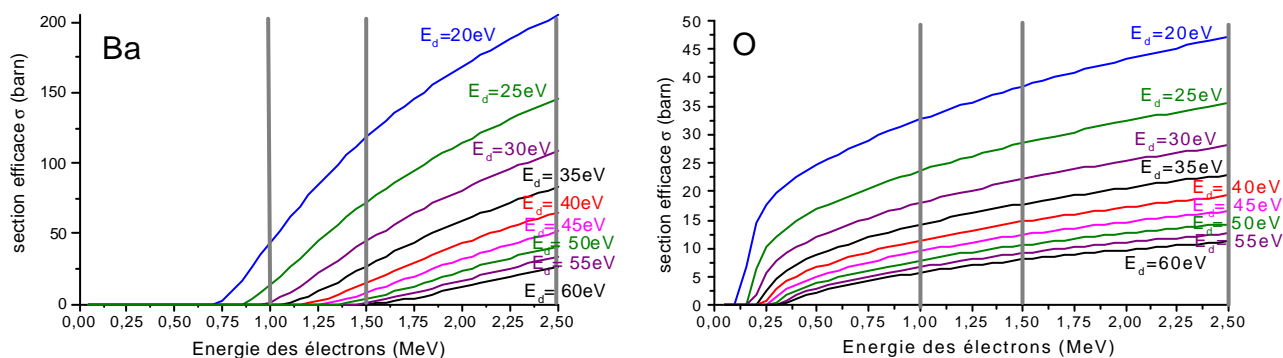 Ba
section efficace σ (barn)
200
150
100
50
0
E_d=20eV
E_d=25eV
E_d=30eV
E_d= 35eV
E_d= 40eV
E_d= 45eV
E_d= 50eV
E_d= 55eV
E_d=60eV
0,00 0,25 0,50 0,75 1,00 1,25 1,50 1,75 2,00 2,25 2,50
Energie des électrons (MeV)
O
section efficace σ (barn)
50
45
40
35
30
25
20
15
10
5
0
E_d=20eV
E_d=25eV
E_d=30eV
E_d=35eV
E_d= 40eV
E_d=45eV
E_d= 50eV
E_d= 55eV
E_d=60eV
0,00 0,25 0,50 0,75 1,00 1,25 1,50 1,75 2,00 2,25 2,50
Energie des électrons (MeV)